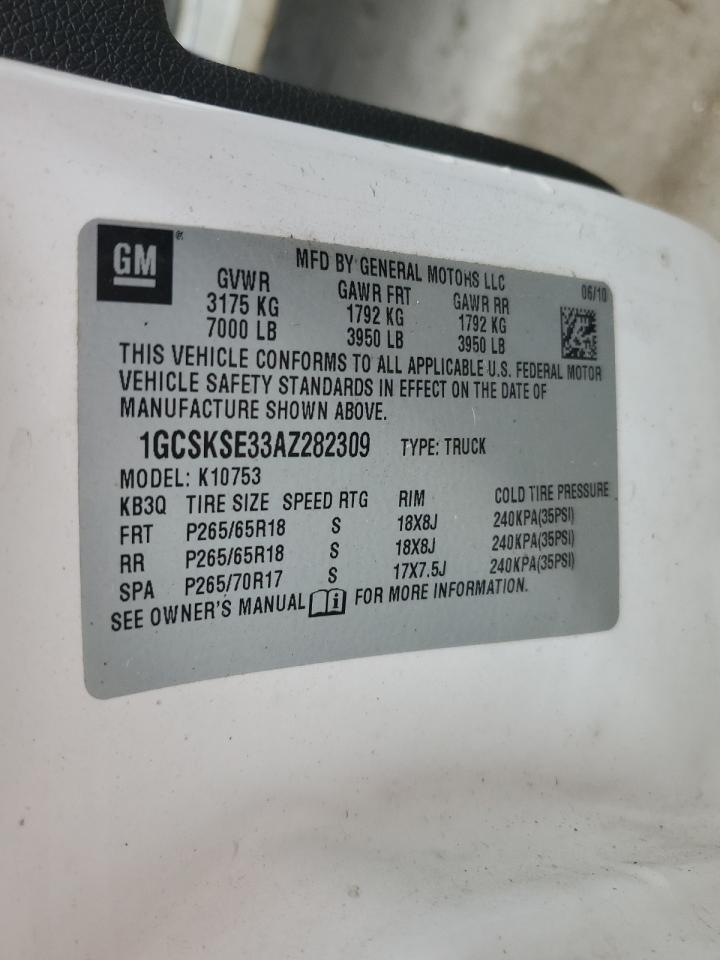 GM
MFD BY GENERAL MOTORS LLC
06/10
GVWR GAWR FRT GAWR RR
3175 KG 1792 KG 1792 KG
7000 LB 3950 LB 3950 LB
THIS VEHICLE CONFORMS TO ALL APPLICABLE U.S. FEDERAL MOTOR
VEHICLE SAFETY STANDARDS IN EFFECT ON THE DATE OF
MANUFACTURE SHOWN ABOVE.
1GCSKSE33AZ282309 TYPE: TRUCK
MODEL: K10753
KB3Q TIRE SIZE SPEED RTG RIM COLD TIRE PRESSURE
FRT P265/65R18 S 18X8J 240KPA(35PSI)
RR P265/65R18 S 18X8J 240KPA(35PSI)
SPA P265/70R17 S 17X7.5J 240KPA(35PSI)
SEE OWNER'S MANUAL i FOR MORE INFORMATION.